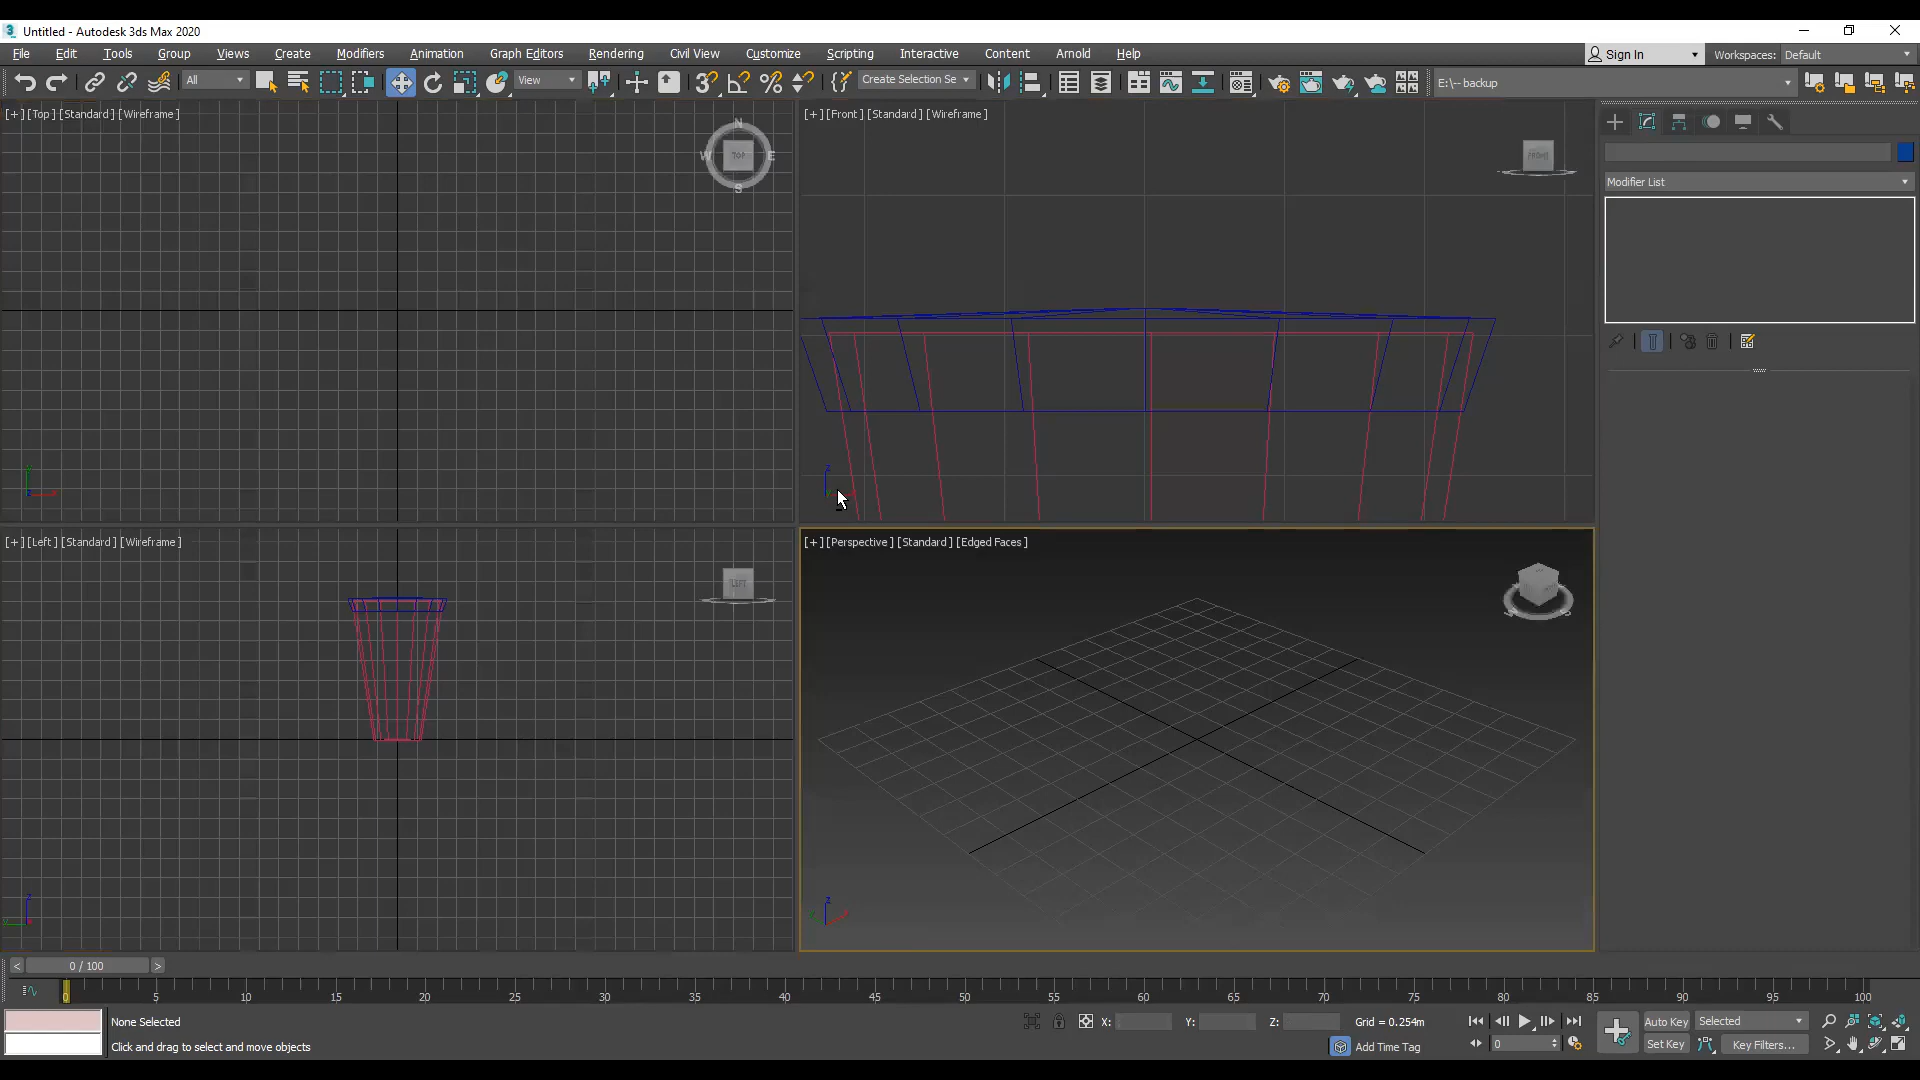 3
Untitled - Autodesk 3ds Max 2020
File Edit Tools Group Views Create Modifiers Animation Graph Editors Rendering Civil View Customize Scripting Interactive Content Arnold Help
Sign In
Workspaces: Default
All
View
Create Selection Se
E:\-- backup
[+] [Top] [Standard] [Wireframe]
N
W TOP E
S
[+] [Front] [Standard] [Wireframe]
FRONT
Modifier List
[+] [Left] [Standard] [Wireframe]
LEFT
[+] [Perspective] [Standard] [Edged Faces]
< 0 / 100 >
0 5 10 15 20 25 30 35 40 45 50 55 60 65 70 75 80 85 90 95 100
None Selected
X: Y: Z: Grid = 0.254m
Auto Key Selected
Click and drag to select and move objects
Add Time Tag
0
Set Key Key Filters...